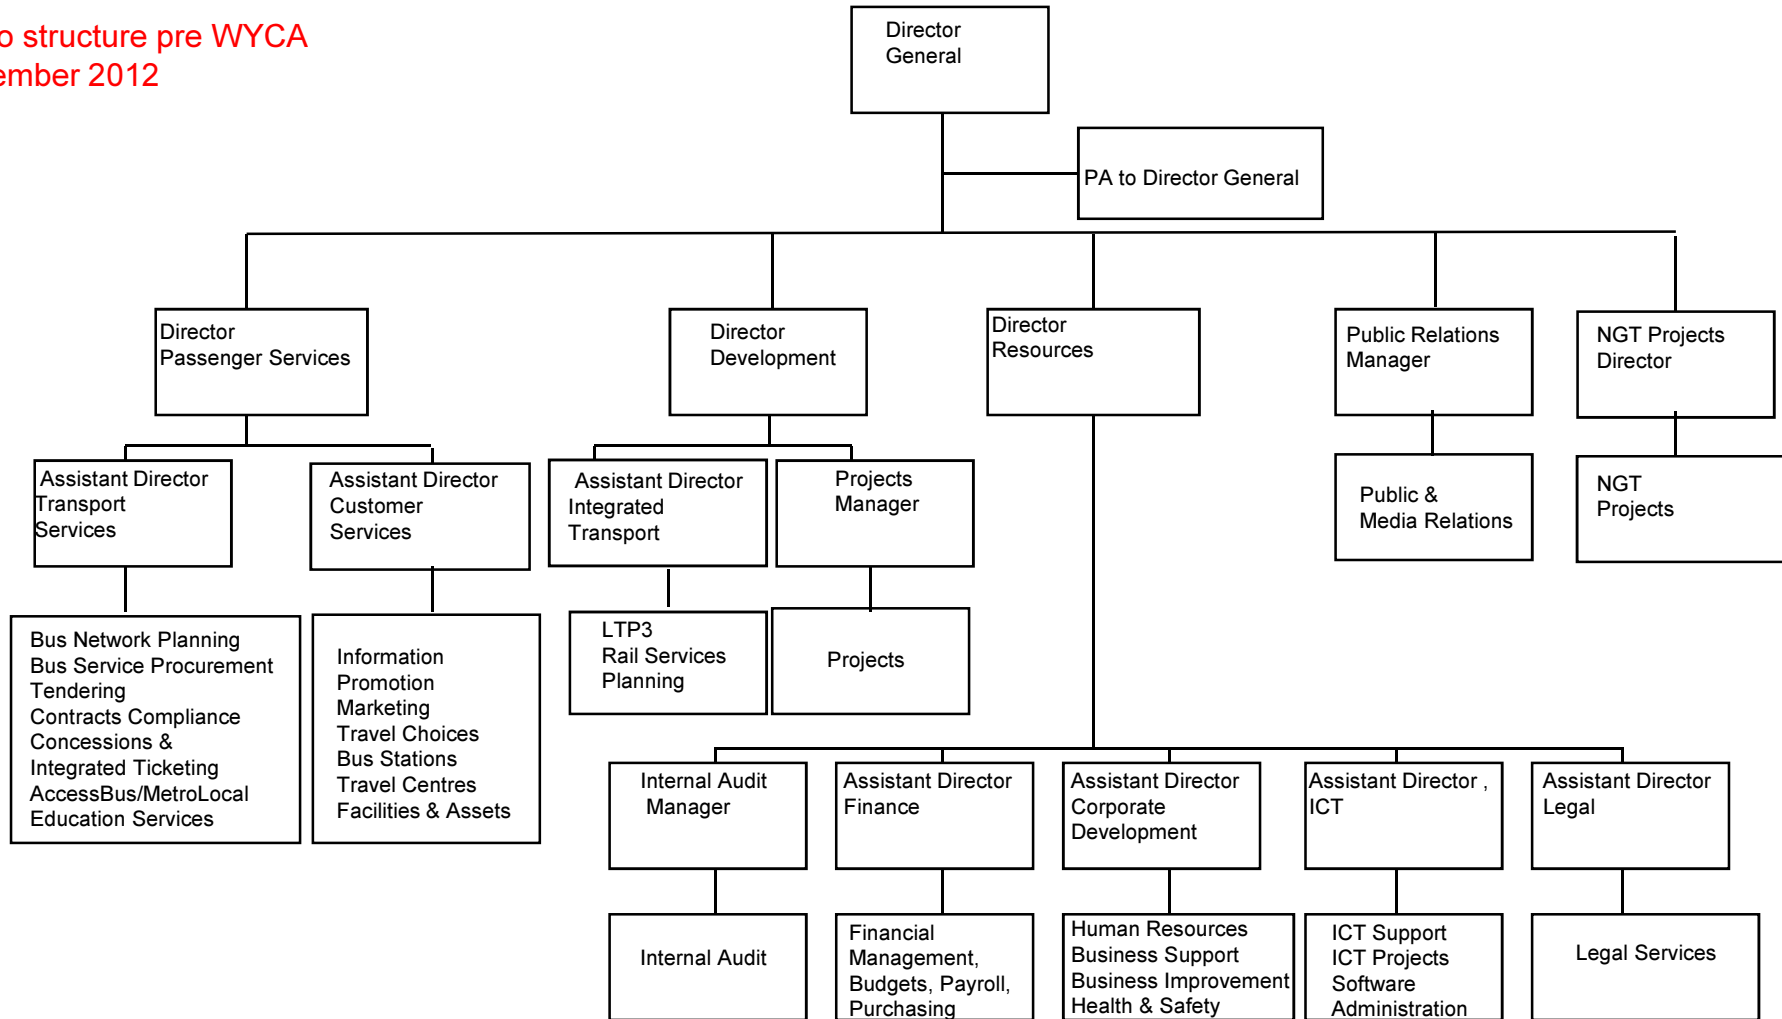 o structure pre WYCA
ember 2012
Director
General
PA to Director General
Director
Passenger Services
Director
Development
Director
Resources
Public Relations
Manager
NGT Projects
Director
Assistant Director
Transport
Services
Assistant Director
Customer
Services
Assistant Director
Integrated
Transport
Projects
Manager
Public &
Media Relations
NGT
Projects
Bus Network Planning
Bus Service Procurement
Tendering
Contracts Compliance
Concessions &
Integrated Ticketing
AccessBus/MetroLocal
Education Services
Information
Promotion
Marketing
Travel Choices
Bus Stations
Travel Centres
Facilities & Assets
LTP3
Rail Services
Planning
Projects
Internal Audit
Manager
Assistant Director
Finance
Assistant Director
Corporate
Development
Assistant Director ,
ICT
Assistant Director
Legal
Internal Audit
Financial
Management,
Budgets, Payroll,
Purchasing
Human Resources
Business Support
Business Improvement
Health & Safety
ICT Support
ICT Projects
Software
Administration
Legal Services